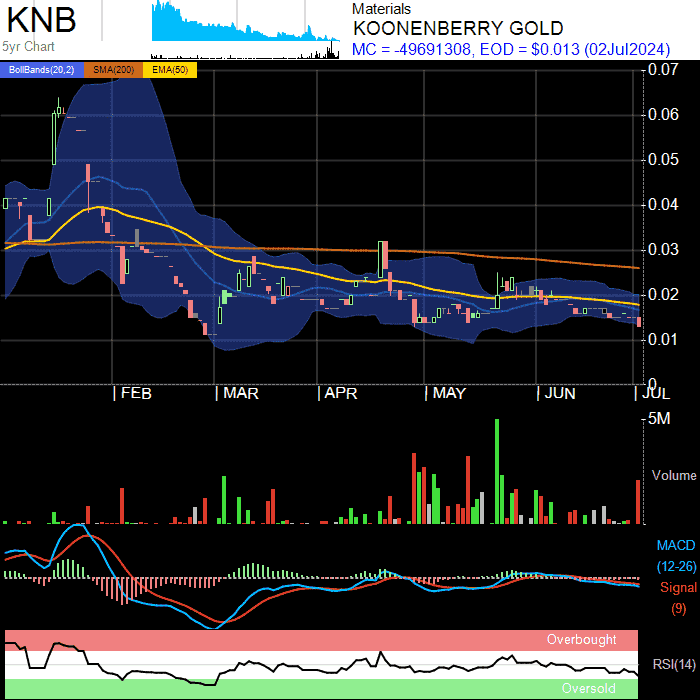 KNB
5yr Chart
Materials
KOONENBERRY GOLD
MC = -49691308, EOD = $0.013 (02Jul2024)
BollBands(20,2) SMA(200) EMA(50)
0.07
0.06
0.05
0.04
0.03
0.02
0.01
0
FEB MAR APR MAY JUN JUL
5M
Volume
MACD
(12-26)
Signal
(9)
Overbought
RSI(14)
Oversold